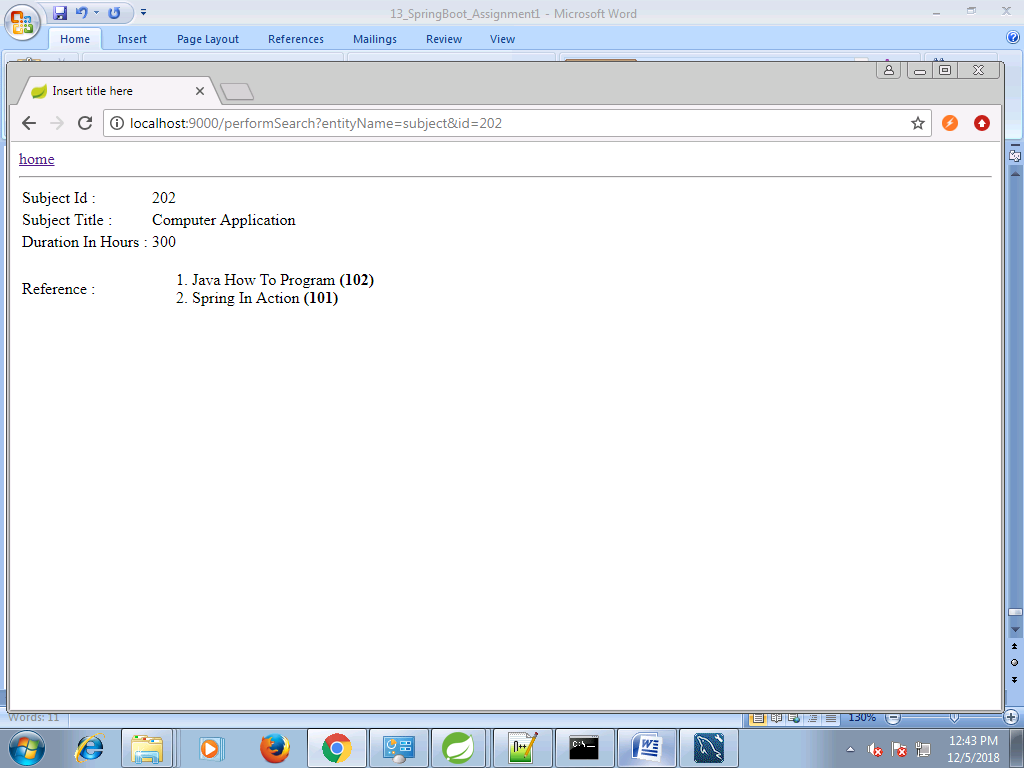 13_SpringBoot_Assignment1 - Microsoft Word
Home Insert Page Layout References Mailings Review View
Insert title here
localhost:9000/performSearch?entityName=subject&id=202
home
Subject Id : 202
Subject Title : Computer Application
Duration In Hours : 300
Reference :
1. Java How To Program (102)
2. Spring In Action (101)
Words: 11 130%
12:43 PM
12/5/2018